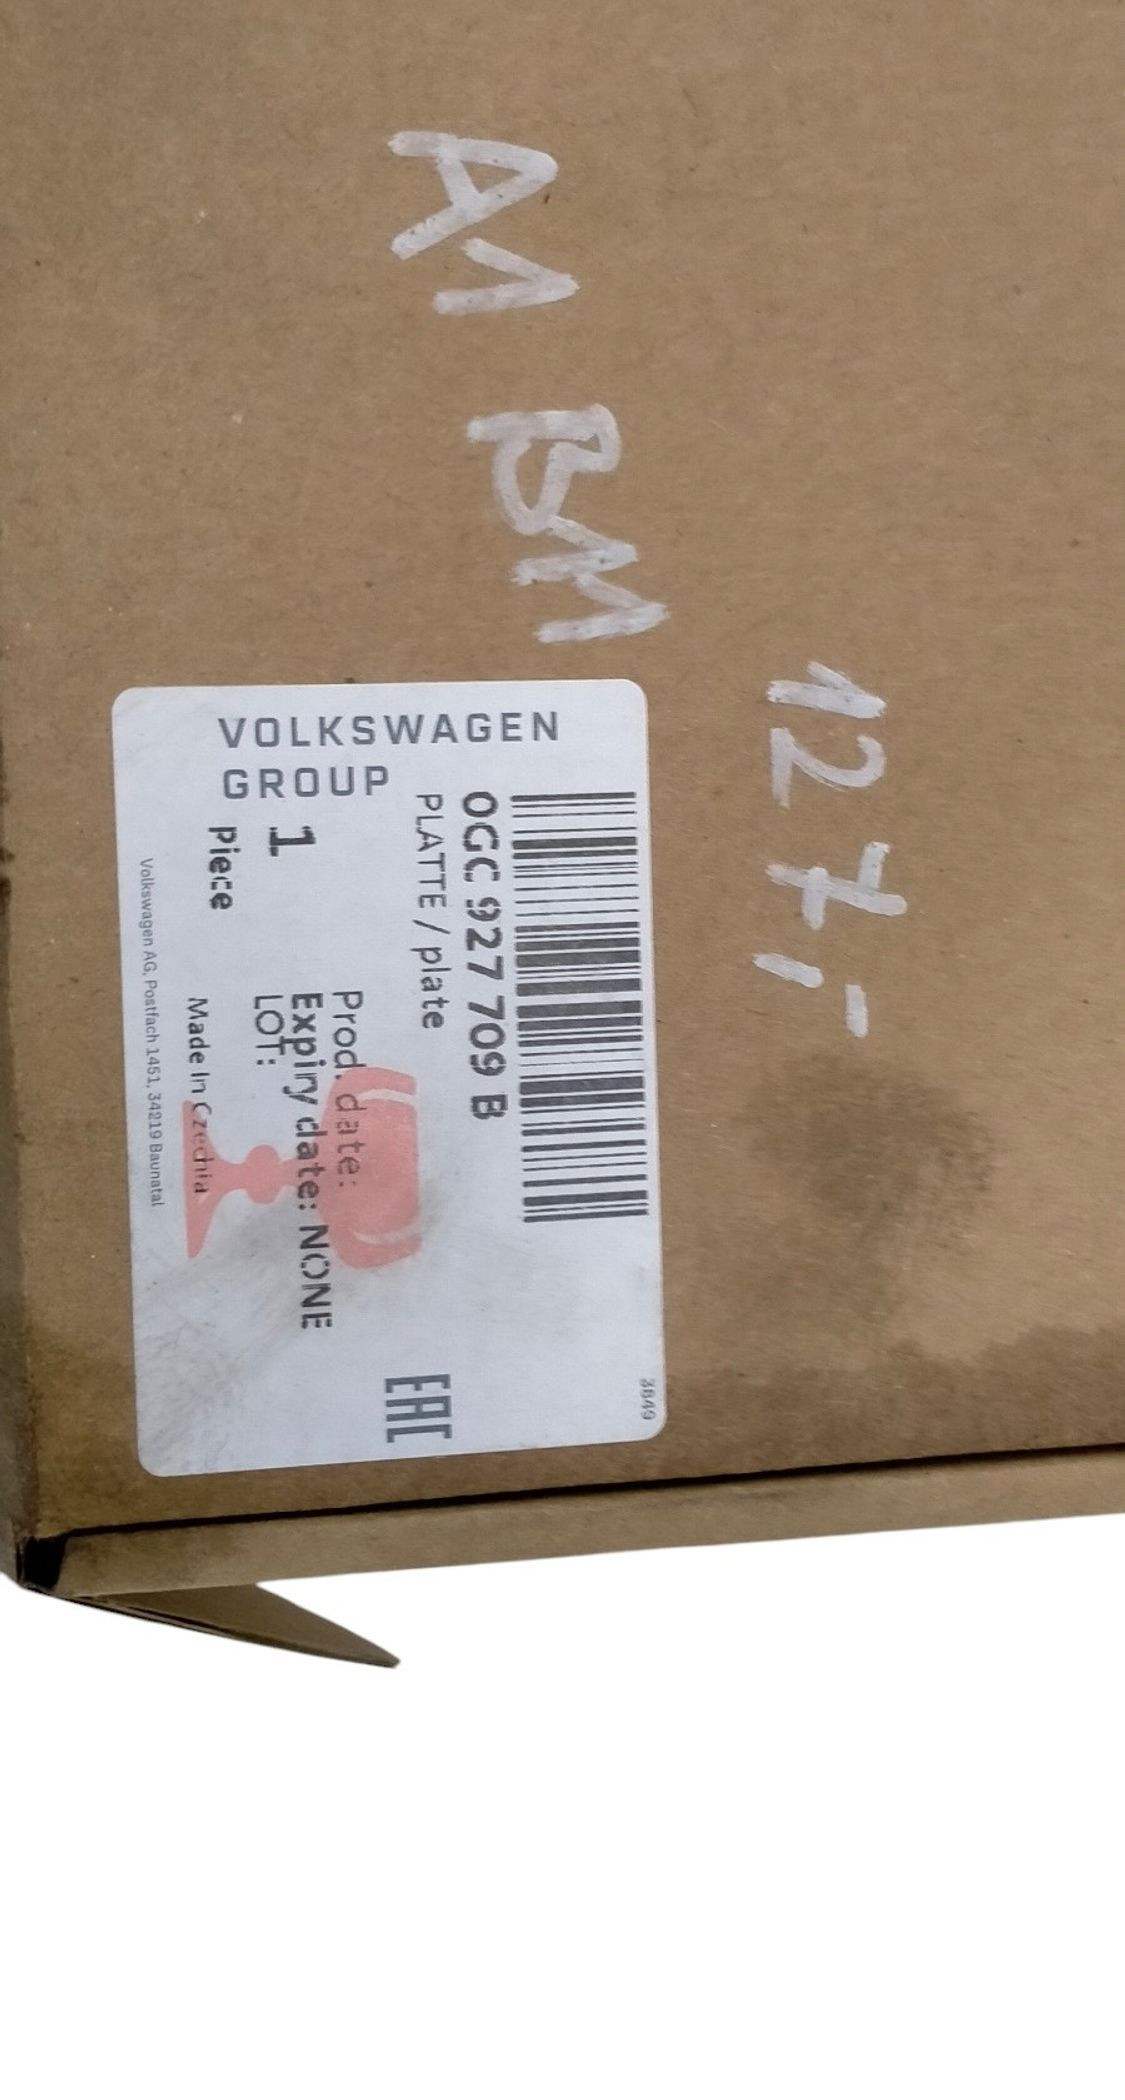 A1 BM
127,-
VOLKSWAGEN
GROUP
3849
0GC 927 709 B
PLATTE / plate
EAC
Prod. date:
Expiry date: NONE
LOT:
1
Piece
Made In Czechia
Volkswagen AG, Postfach 1451, 34219 Baunatal